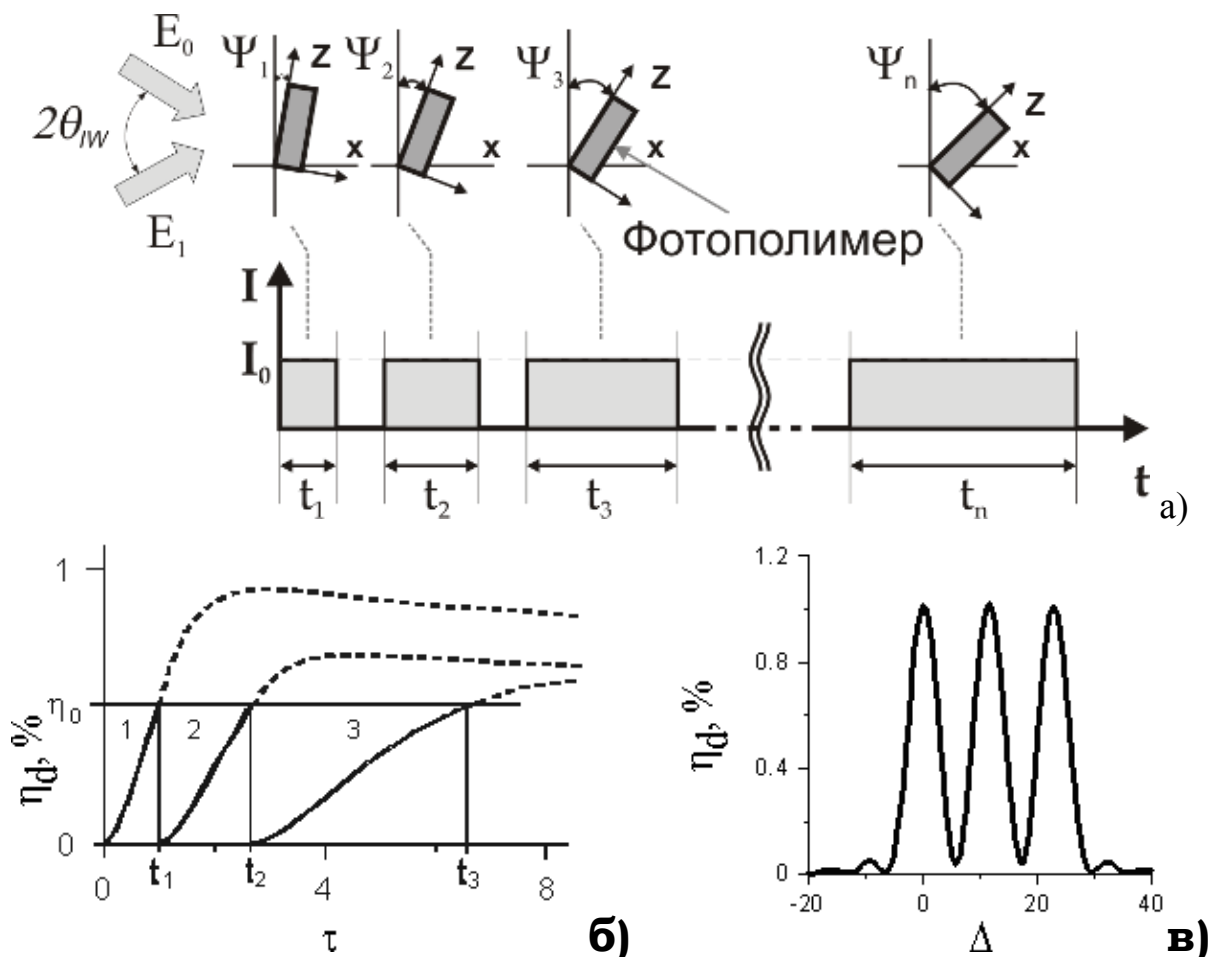 E₀
2θIW
E₁
Ψ₁ z x
Ψ₂ z x
Ψ₃ z x
Ψₙ z x
Фотополимер
I
I₀
t₁ t₂ t₃ tₙ t
а)
ηd, %
1
η₀
0
1 2 3
t₁ t₂ t₃
0 4 8
τ
б)
ηd, %
1.2
0.8
0.4
0
-20 0 20 40
Δ
в)